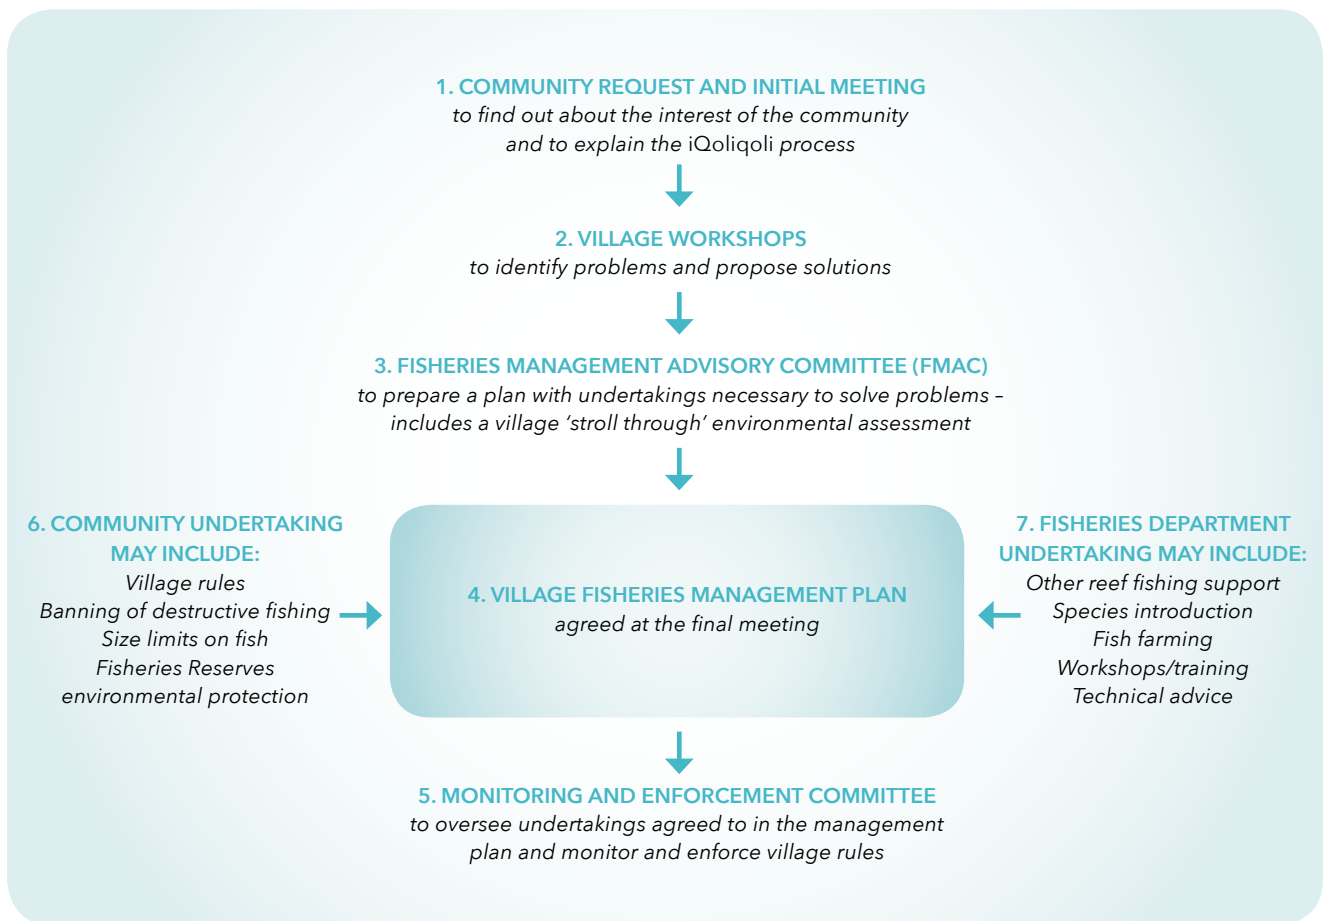 1. COMMUNITY REQUEST AND INITIAL MEETING
to find out about the interest of the community
and to explain the iQoliqoli process
2. VILLAGE WORKSHOPS
to identify problems and propose solutions
3. FISHERIES MANAGEMENT ADVISORY COMMITTEE (FMAC)
to prepare a plan with undertakings necessary to solve problems –
includes a village ‘stroll through’ environmental assessment
4. VILLAGE FISHERIES MANAGEMENT PLAN
agreed at the final meeting
5. MONITORING AND ENFORCEMENT COMMITTEE
to oversee undertakings agreed to in the management
plan and monitor and enforce village rules
6. COMMUNITY UNDERTAKING
MAY INCLUDE:
Village rules
Banning of destructive fishing
Size limits on fish
Fisheries Reserves
environmental protection
7. FISHERIES DEPARTMENT
UNDERTAKING MAY INCLUDE:
Other reef fishing support
Species introduction
Fish farming
Workshops/training
Technical advice